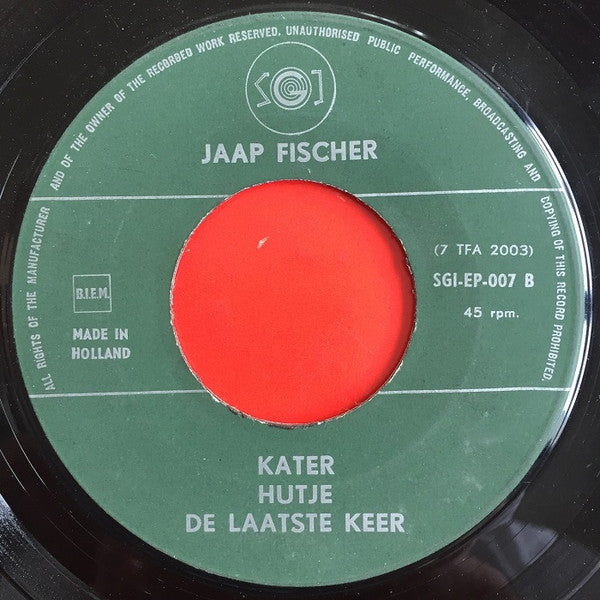 ALL RIGHTS OF THE MANUFACTURER AND OF THE OWNER OF THE RECORDED WORK RESERVED. UNAUTHORISED PUBLIC PERFORMANCE, BROADCASTING AND COPYING OF THIS RECORD PROHIBITED.
SGI
JAAP FISCHER
(7 TFA 2003)
SGI-EP-007 B
45 rpm.
B.I.E.M.
MADE IN
HOLLAND
KATER
HUTJE
DE LAATSTE KEER